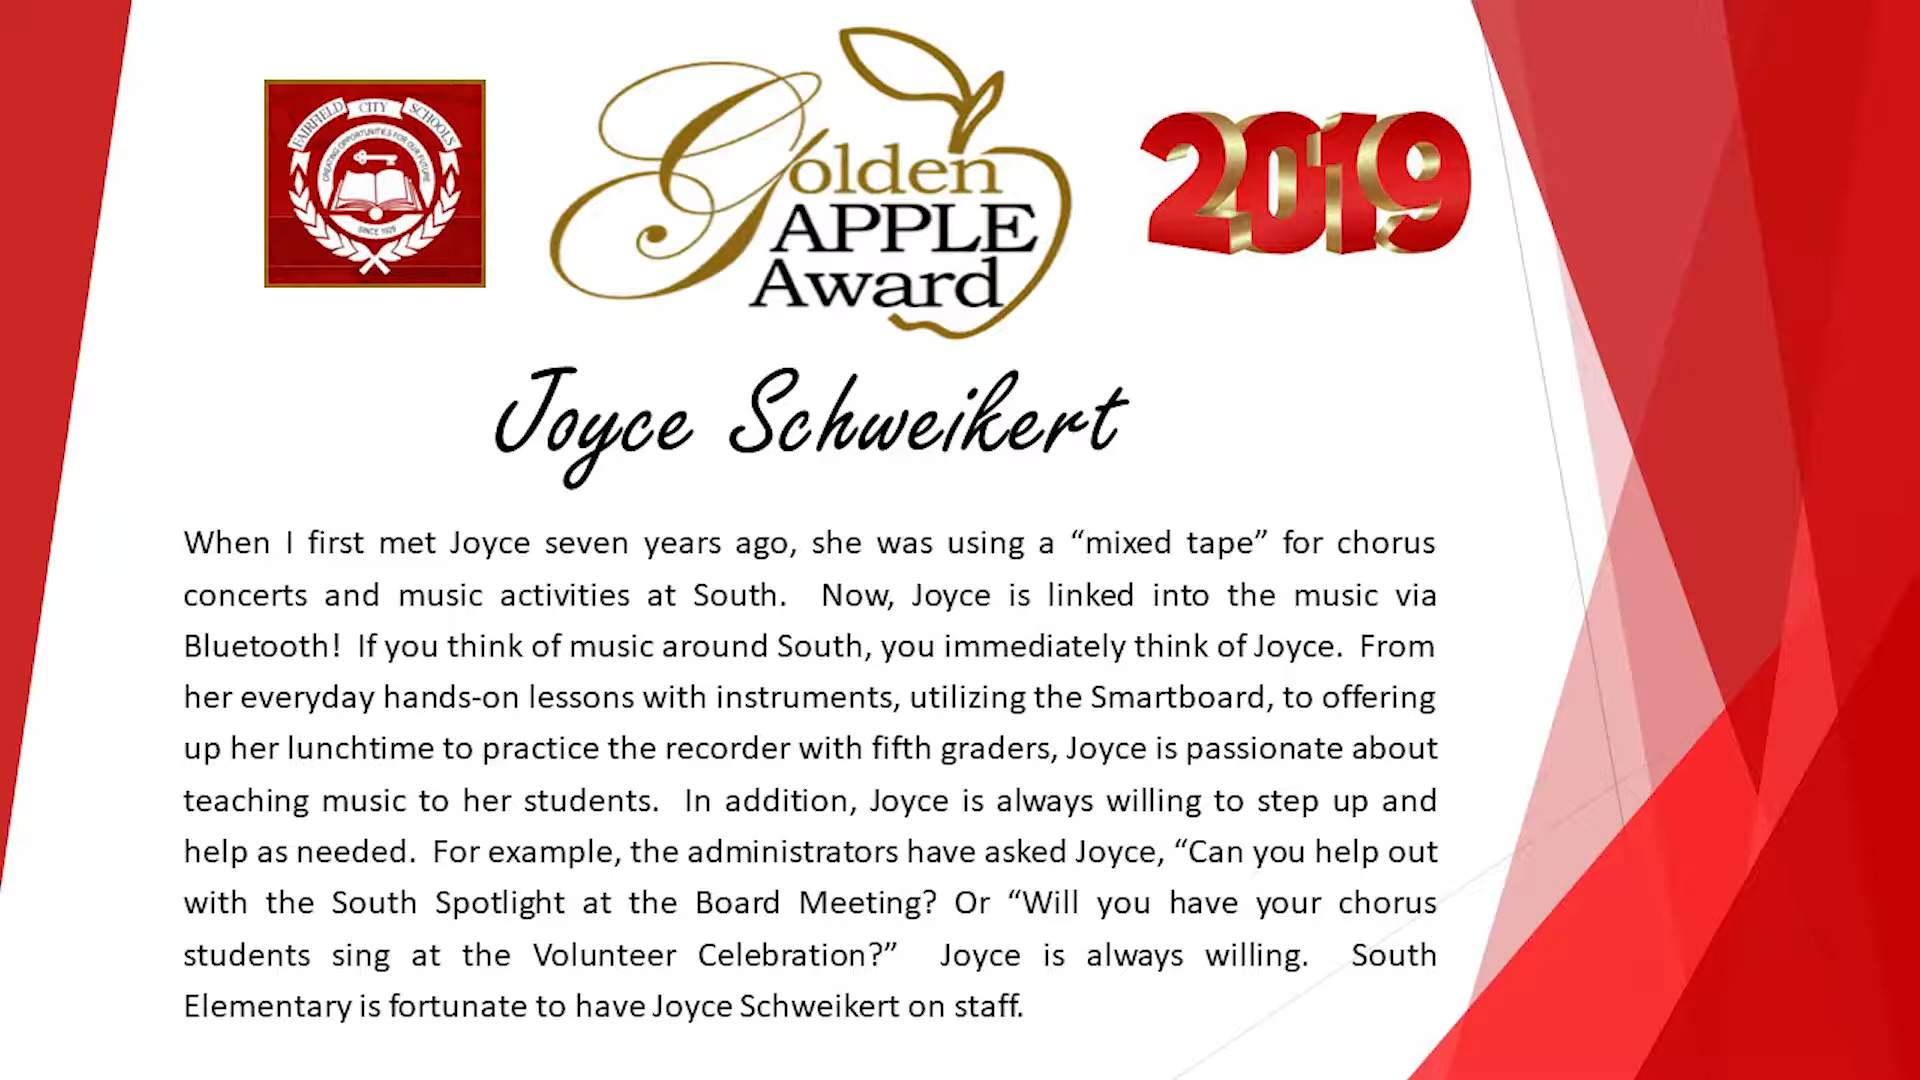 FAIRFIELD CITY SCHOOLS
CREATING OPPORTUNITIES FOR OUR FUTURE
SINCE 1929
Golden
APPLE
Award
2019
Joyce Schweikert
When I first met Joyce seven years ago, she was using a “mixed tape” for chorus
concerts and music activities at South.  Now, Joyce is linked into the music via
Bluetooth!  If you think of music around South, you immediately think of Joyce.  From
her everyday hands-on lessons with instruments, utilizing the Smartboard, to offering
up her lunchtime to practice the recorder with fifth graders, Joyce is passionate about
teaching music to her students.  In addition, Joyce is always willing to step up and
help as needed.  For example, the administrators have asked Joyce, “Can you help out
with the South Spotlight at the Board Meeting? Or “Will you have your chorus
students sing at the Volunteer Celebration?”  Joyce is always willing.  South
Elementary is fortunate to have Joyce Schweikert on staff.